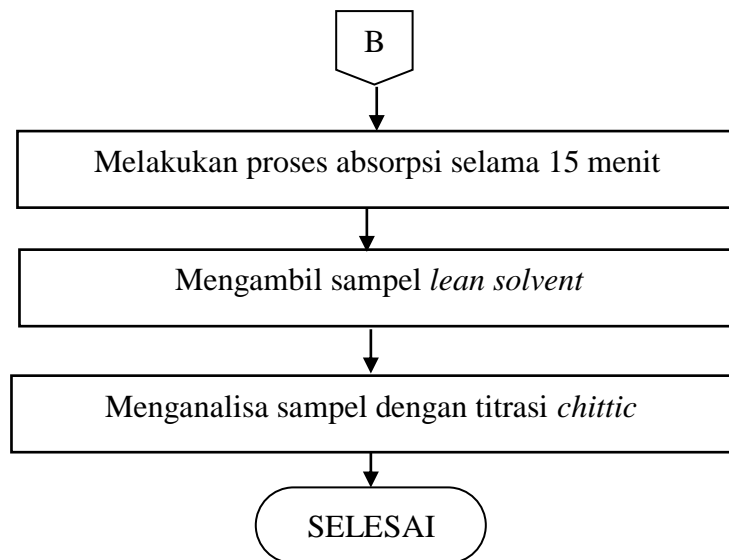 B
Melakukan proses absorpsi selama 15 menit
Mengambil sampel lean solvent
Menganalisa sampel dengan titrasi chittic
SELESAI